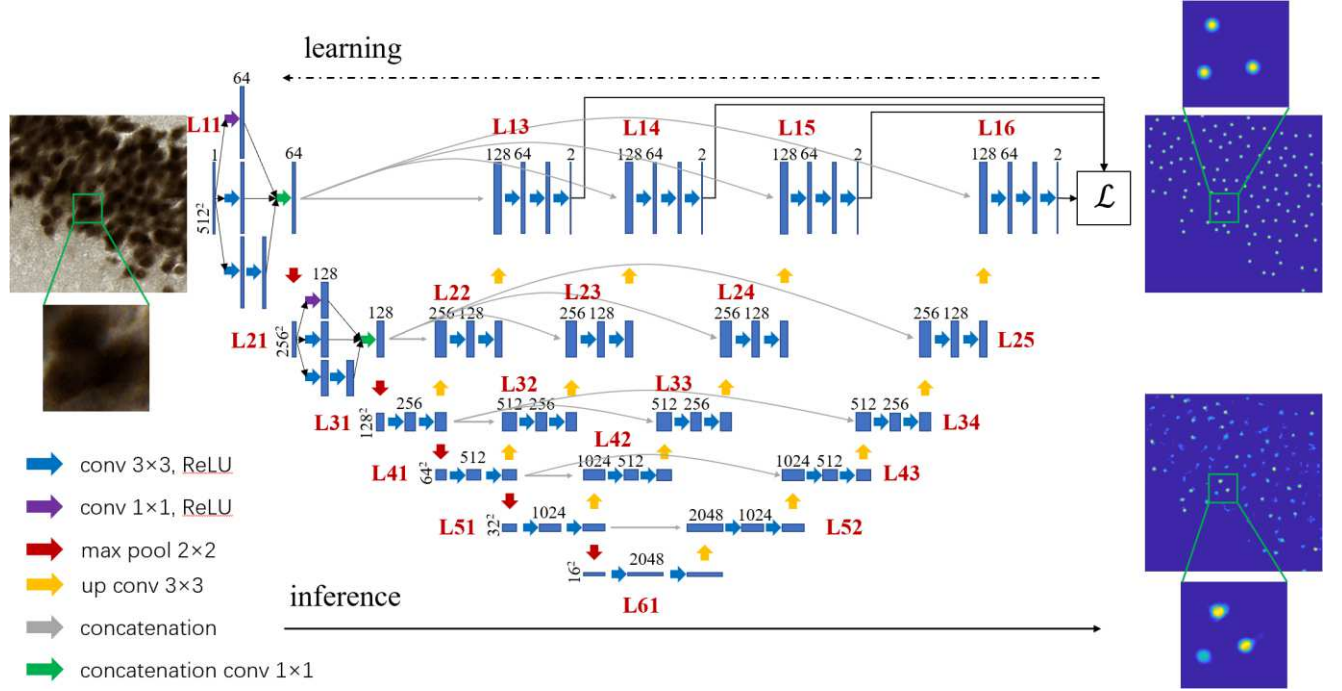 learning
64
L11
L13
L14
L15
L16
1
64
128 64
2
128 64
2
128 64
2
128 64
2
512²
ℒ
128
L22
L23
L24
128
256 128
256 128
256 128
256 128
L21
256²
L25
L32
L33
256
512 256
512 256
512 256
L31
128²
L34
L42
512
1024 512
1024 512
L41
64²
L43
1024
2048
1024
L51
32²
L52
2048
16²
L61
conv 3×3, ReLU
conv 1×1, ReLU
max pool 2×2
up conv 3×3
concatenation
concatenation conv 1×1
inference